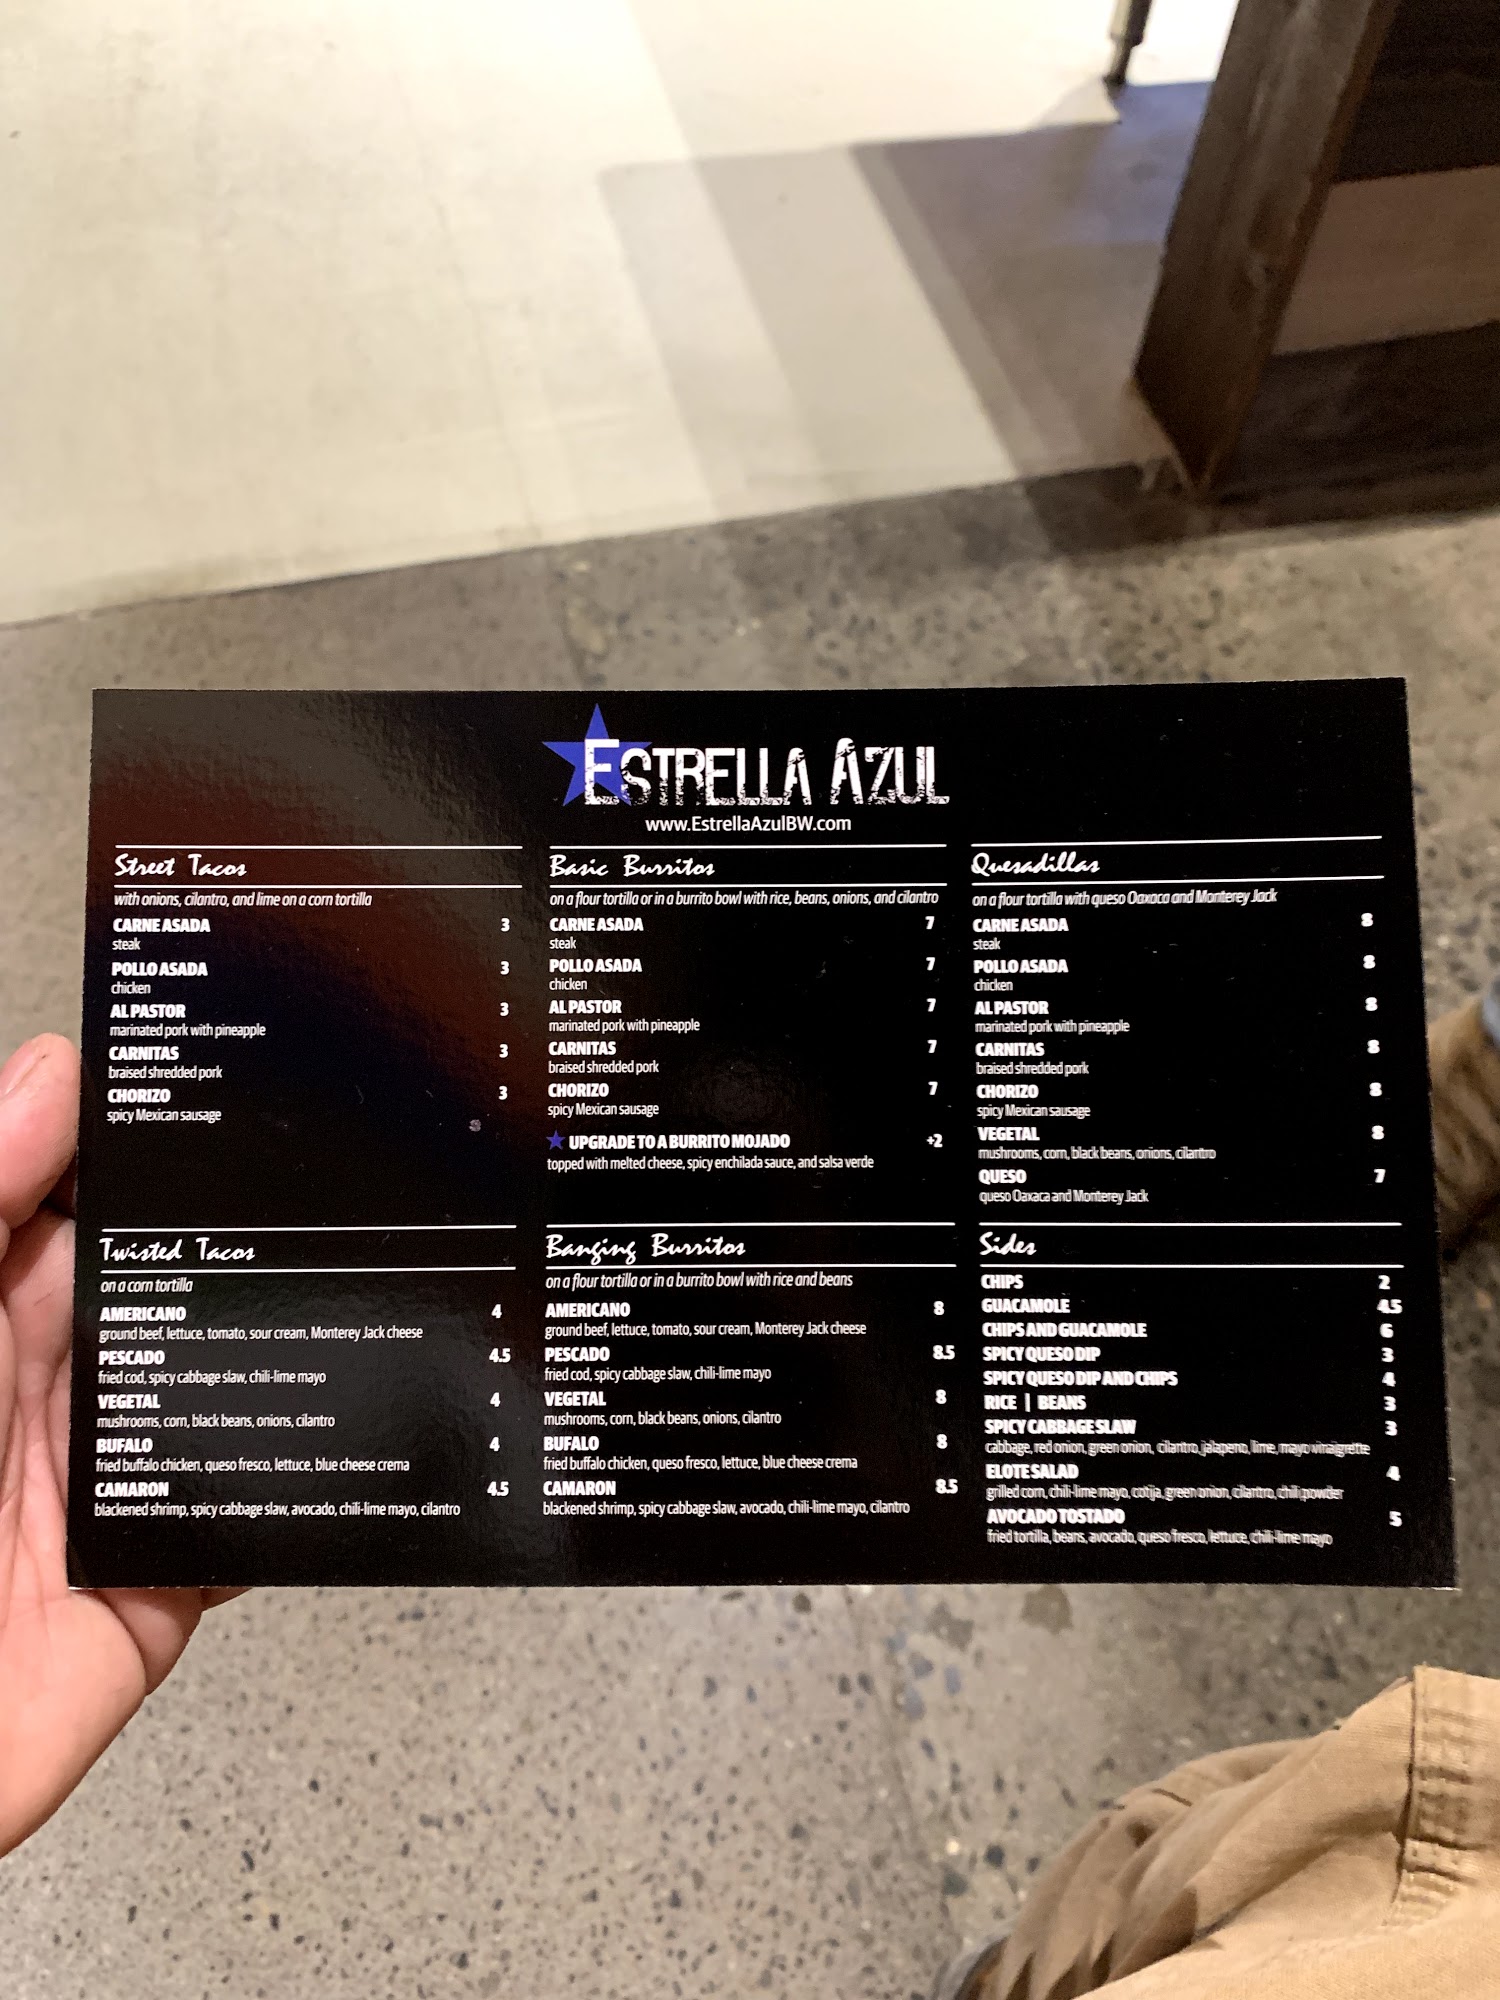 ESTRELLA AZUL
www.EstrellaAzulBW.com
Street Tacos
with onions, cilantro, and lime on a corn tortilla
CARNE ASADA 3
steak
POLLO ASADA 3
chicken
AL PASTOR 3
marinated pork with pineapple
CARNITAS 3
braised shredded pork
CHORIZO 3
spicy Mexican sausage
Basic Burritos
on a flour tortilla or in a burrito bowl with rice, beans, onions, and cilantro
CARNE ASADA 7
steak
POLLO ASADA 7
chicken
AL PASTOR 7
marinated pork with pineapple
CARNITAS 7
braised shredded pork
CHORIZO 7
spicy Mexican sausage
UPGRADE TO A BURRITO MOJADO +2
topped with melted cheese, spicy enchilada sauce, and salsa verde
Quesadillas
on a flour tortilla with queso Oaxaca and Monterey Jack
CARNE ASADA 8
steak
POLLO ASADA 8
chicken
AL PASTOR 8
marinated pork with pineapple
CARNITAS 8
braised shredded pork
CHORIZO 8
spicy Mexican sausage
VEGETAL 8
mushrooms, corn, black beans, onions, cilantro
QUESO 7
queso Oaxaca and Monterey Jack
Twisted Tacos
on a corn tortilla
AMERICANO 4
ground beef, lettuce, tomato, sour cream, Monterey Jack cheese
PESCADO 4.5
fried cod, spicy cabbage slaw, chili-lime mayo
VEGETAL 4
mushrooms, corn, black beans, onions, cilantro
BUFALO 4
fried buffalo chicken, queso fresco, lettuce, blue cheese crema
CAMARON 4.5
blackened shrimp, spicy cabbage slaw, avocado, chili-lime mayo, cilantro
Banging Burritos
on a flour tortilla or in a burrito bowl with rice and beans
AMERICANO 8
ground beef, lettuce, tomato, sour cream, Monterey Jack cheese
PESCADO 8.5
fried cod, spicy cabbage slaw, chili-lime mayo
VEGETAL 8
mushrooms, corn, black beans, onions, cilantro
BUFALO 8
fried buffalo chicken, queso fresco, lettuce, blue cheese crema
CAMARON 8.5
blackened shrimp, spicy cabbage slaw, avocado, chili-lime mayo, cilantro
Sides
CHIPS 2
GUACAMOLE 4.5
CHIPS AND GUACAMOLE 6
SPICY QUESO DIP 3
SPICY QUESO DIP AND CHIPS 4
RICE | BEANS 3
SPICY CABBAGE SLAW 3
cabbage, red onion, green onion, cilantro, jalapeno, lime, mayo vinaigrette
ELOTE SALAD 4
grilled corn, chili-lime mayo, cotija, green onion, cilantro, chili powder
AVOCADO TOSTADO 5
fried tortilla, beans, avocado, queso fresco, lettuce, chili-lime mayo